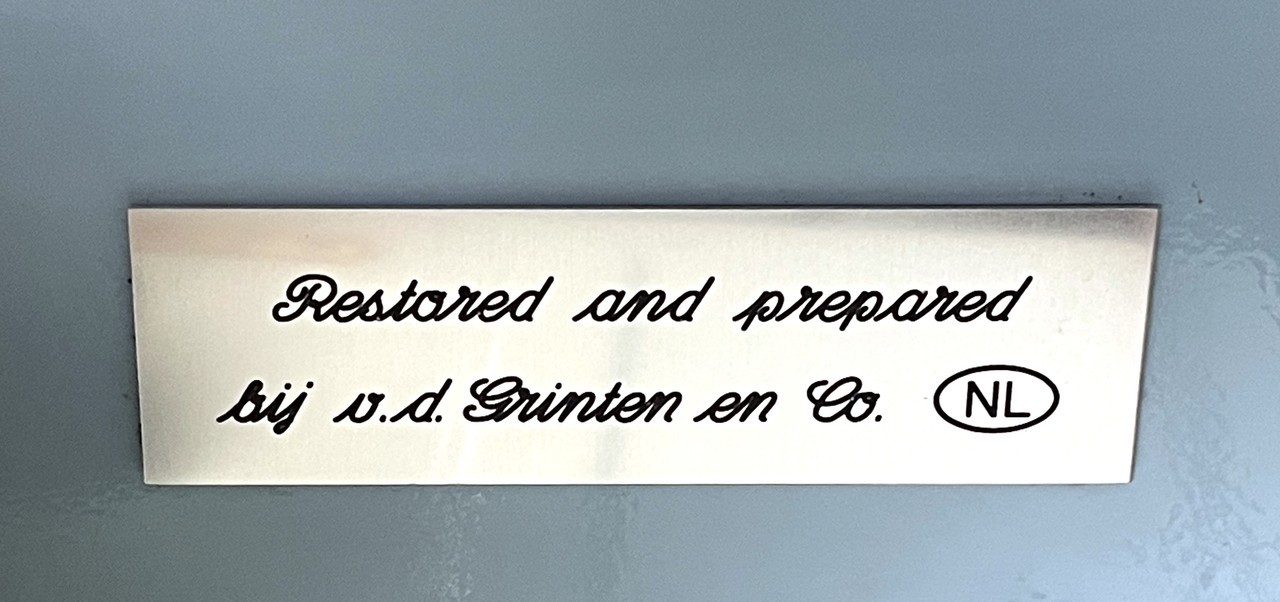 Restored and prepared
bij v.d. Grinten en Co. NL